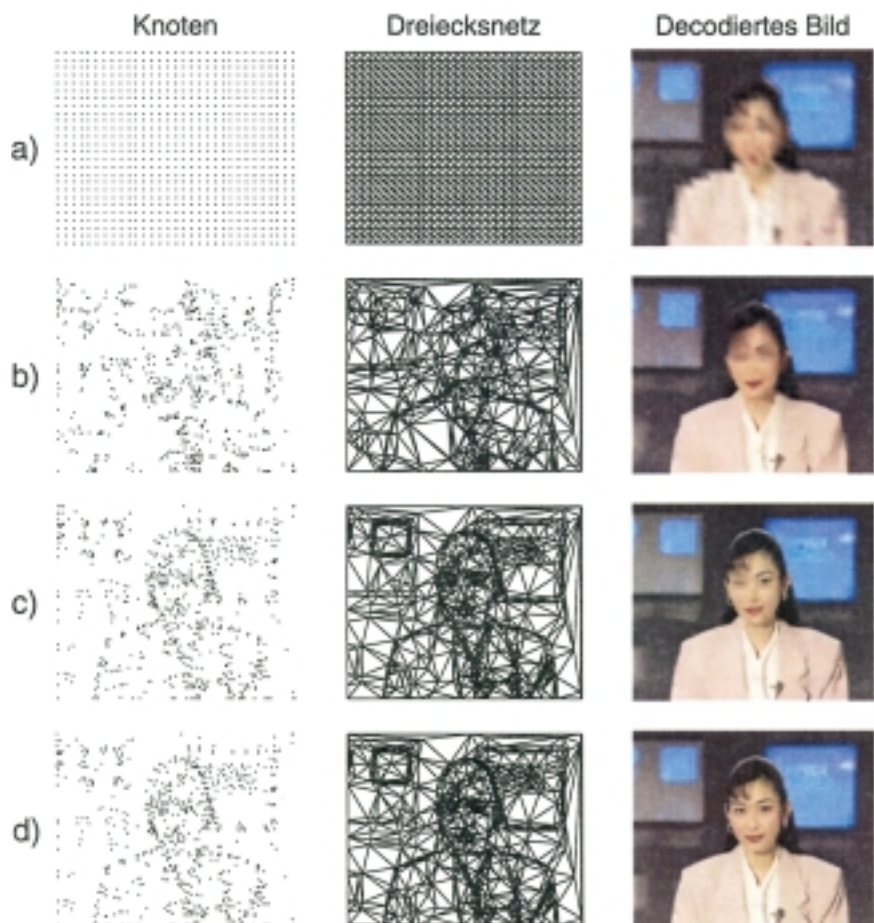 Knoten Dreiecksnetz Decodiertes Bild
a)
b)
c)
d)